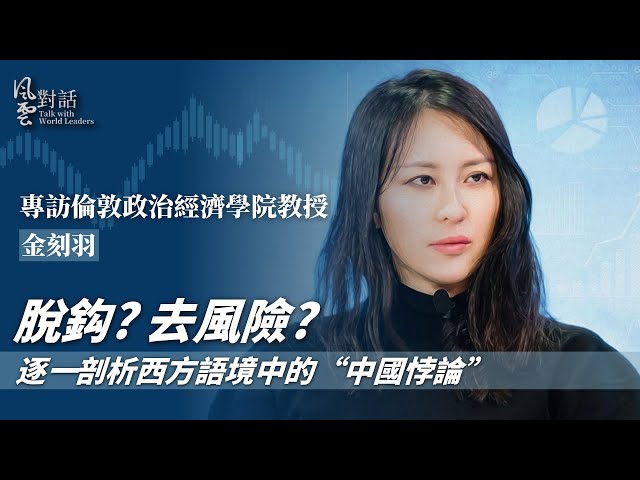 風雲對話
Talk with
World Leaders
專訪倫敦政治經濟學院教授
金刻羽
脫鈎?去風險?
逐一剖析西方語境中的“中國悖論”